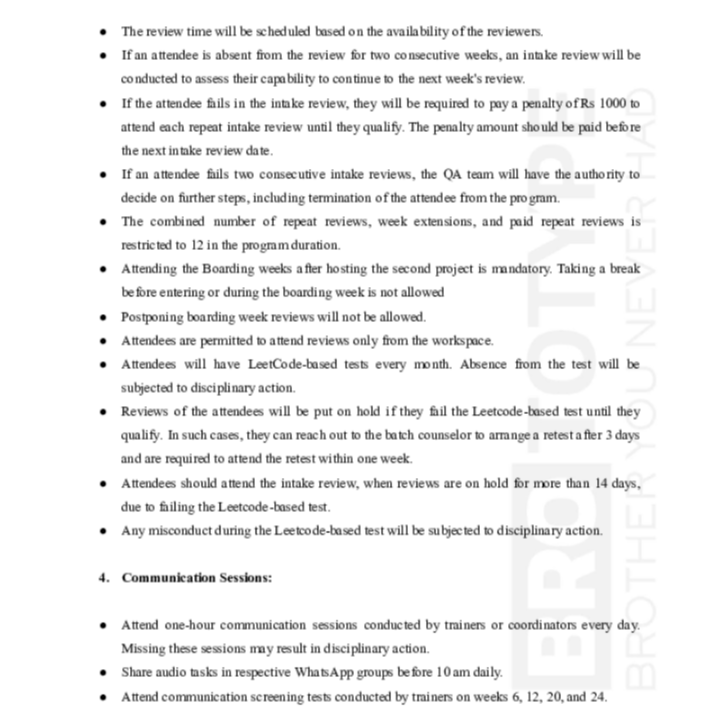 ● The review time will be scheduled based on the availability of the reviewers.
● If an attendee is absent from the review for two consecutive weeks, an intake review will be
conducted to assess their capability to continue to the next week's review.
● If the attendee fails in the intake review, they will be required to pay a penalty of Rs 1000 to
attend each repeat intake review until they qualify. The penalty amount should be paid before
the next intake review date.
● If an attendee fails two consecutive intake reviews, the QA team will have the authority to
decide on further steps, including termination of the attendee from the program.
● The combined number of repeat reviews, week extensions, and paid repeat reviews is
restricted to 12 in the program duration.
● Attending the Boarding weeks after hosting the second project is mandatory. Taking a break
before entering or during the boarding week is not allowed
● Postponing boarding week reviews will not be allowed.
● Attendees are permitted to attend reviews only from the workspace.
● Attendees will have LeetCode-based tests every month. Absence from the test will be
subjected to disciplinary action.
● Reviews of the attendees will be put on hold if they fail the Leetcode-based test until they
qualify. In such cases, they can reach out to the batch counselor to arrange a retest after 3 days
and are required to attend the retest within one week.
● Attendees should attend the intake review, when reviews are on hold for more than 14 days,
due to failing the Leetcode-based test.
● Any misconduct during the Leetcode-based test will be subjected to disciplinary action.
4. Communication Sessions:
● Attend one-hour communication sessions conducted by trainers or coordinators every day.
Missing these sessions may result in disciplinary action.
● Share audio tasks in respective WhatsApp groups before 10 am daily.
● Attend communication screening tests conducted by trainers on weeks 6, 12, 20, and 24.
BROTOTYPE
BROTHER YOU NEVER HAD